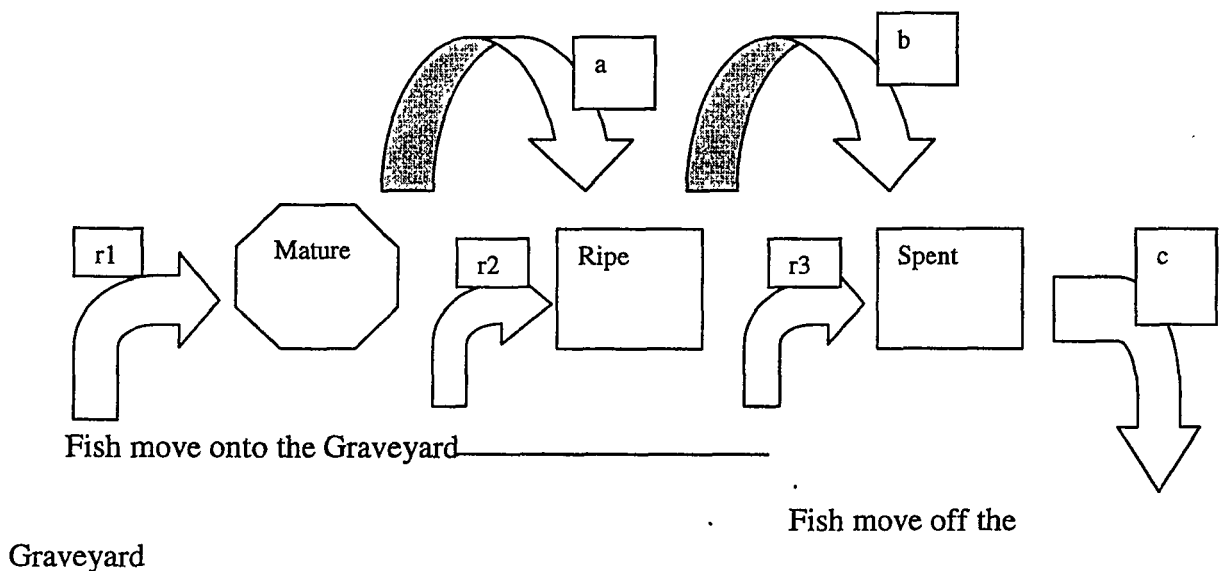 a
b
r1
Mature
r2
Ripe
r3
Spent
c
Fish move onto the Graveyard
Fish move off the
Graveyard